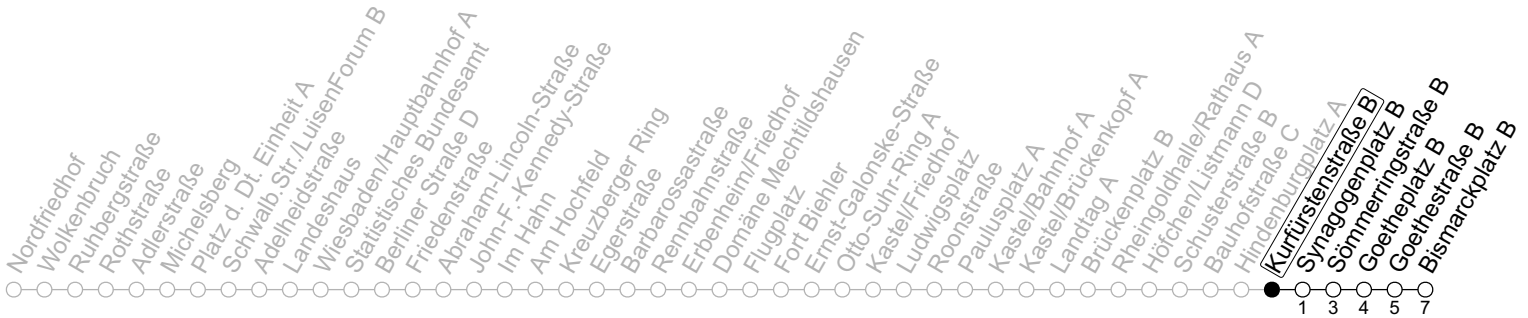 Nordfriedhof
Wolkenbruch
Ruhbergstraße
Rothstraße
Adlerstraße
Michelsberg
Platz d. Dt. Einheit A
Schwalb.Str./LuisenForum B
Adelheidstraße
Landeshaus
Wiesbaden/Hauptbahnhof A
Statistisches Bundesamt
Berliner Straße D
Friedenstraße
Abraham-Lincoln-Straße
John-F.-Kennedy-Straße
Im Hahn
Am Hochfeld
Kreuzberger Ring
Egerstraße
Barbarossastraße
Rennbahnstraße
Erbenheim/Friedhof
Domäne Mechtildshausen
Flugplatz
Fort Biehler
Ernst-Galonske-Straße
Otto-Suhr-Ring A
Kastel/Friedhof
Ludwigsplatz
Roonstraße
Paulusplatz A
Kastel/Bahnhof A
Kastel/Brückenkopf A
Landtag A
Brückenplatz B
Rheingoldhalle/Rathaus A
Höfchen/Listmann D
Schusterstraße B
Bauhofstraße C
Hindenburgplatz A
Kurfürstenstraße B
Synagogenplatz B
Sömmerringstraße B
Goetheplatz B
Goethestraße B
Bismarckplatz B
1 3 4 5 7